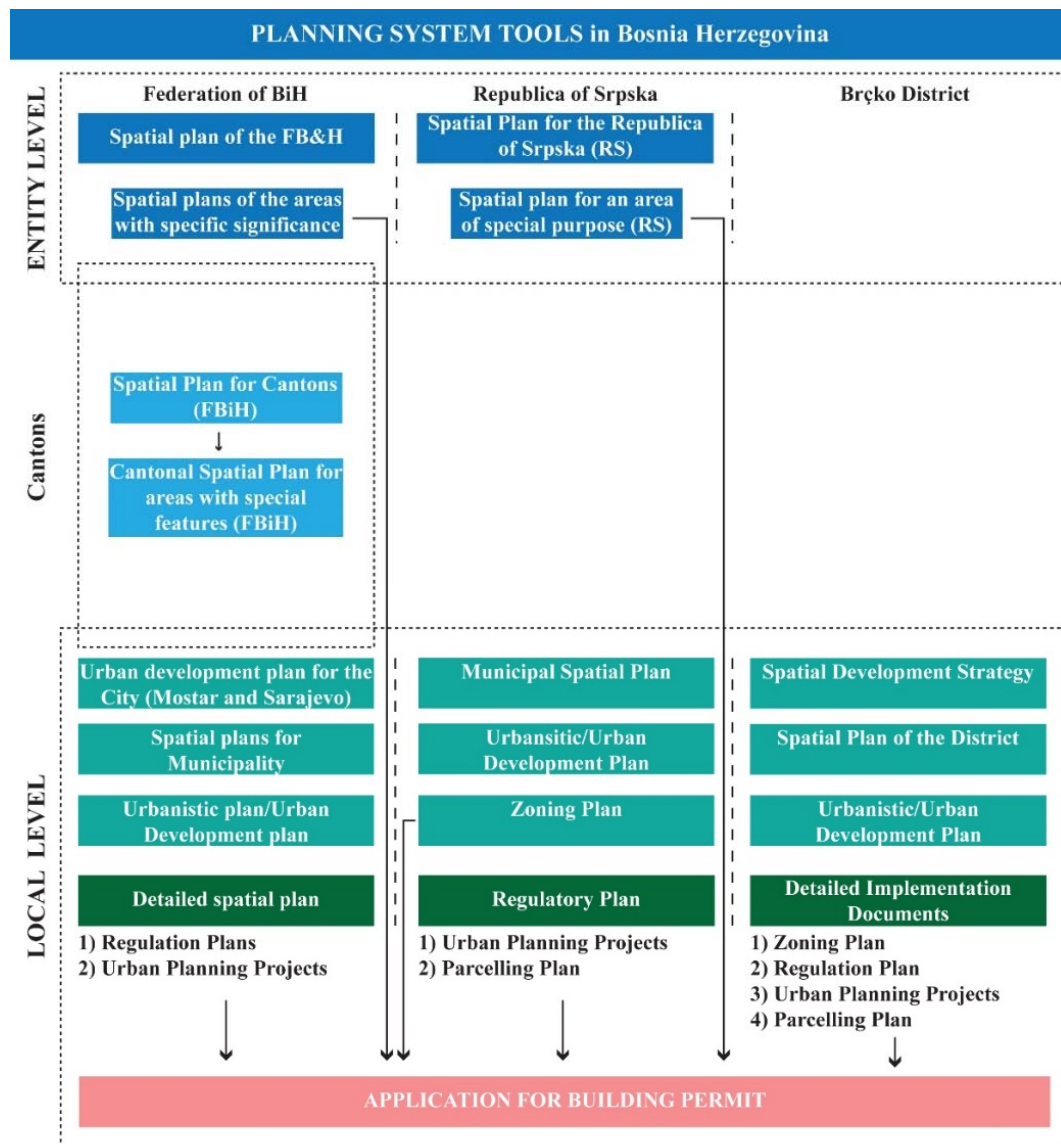 PLANNING SYSTEM TOOLS in Bosnia Herzegovina
ENTITY LEVEL
Federation of BiH
Republica of Srpska
Brçko District
Spatial plan of the FB&H
Spatial Plan for the Republica
of Srpska (RS)
Spatial plans of the areas
with specific significance
Spatial plan for an area
of special purpose (RS)
Cantons
Spatial Plan for Cantons
(FBiH)
Cantonal Spatial Plan for
areas with special
features (FBiH)
LOCAL LEVEL
Urban development plan for the
City (Mostar and Sarajevo)
Municipal Spatial Plan
Spatial Development Strategy
Spatial plans for
Municipality
Urbansitic/Urban
Development Plan
Spatial Plan of the District
Urbanistic plan/Urban
Development plan
Zoning Plan
Urbanistic/Urban
Development Plan
Detailed spatial plan
Regulatory Plan
Detailed Implementation
Documents
1) Regulation Plans
2) Urban Planning Projects
1) Urban Planning Projects
2) Parcelling Plan
1) Zoning Plan
2) Regulation Plan
3) Urban Planning Projects
4) Parcelling Plan
APPLICATION FOR BUILDING PERMIT